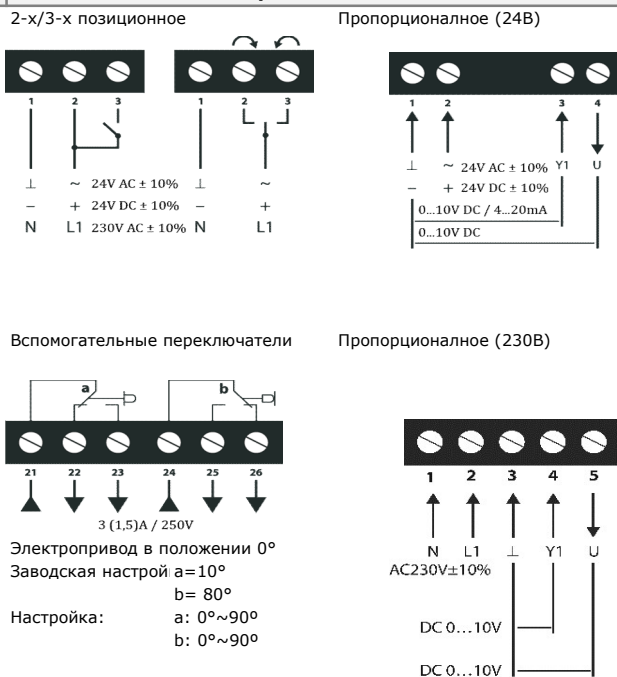 2-х/3-х позиционное
1 2 3
1 2 3
⊥ ~ 24V AC ± 10% ⊥ ~
– + 24V DC ± 10% – +
N L1 230V AC ± 10% N L1
Пропорционалное (24В)
1 2 3 4
⊥ ~ 24V AC ± 10% Y1 U
– + 24V DC ± 10%
0...10V DC / 4...20mA
0...10V DC
Вспомогательные переключатели
a b
21 22 23 24 25 26
3 (1,5)A / 250V
Электропривод в положении 0°
Заводская настрой a=10°
b= 80°
Настройка: a: 0°~90º
b: 0°~90º
Пропорционалное (230В)
1 2 3 4 5
N L1 ⊥ Y1 U
AC230V±10%
DC 0...10V
DC 0...10V